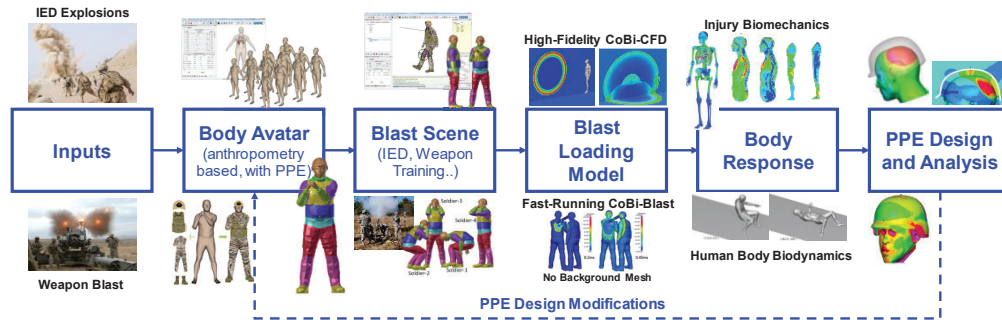 IED Explosions
High-Fidelity CoBi-CFD
Injury Biomechanics
Inputs
Body Avatar
(anthropometry
based, with PPE)
Blast Scene
(IED, Weapon
Training..)
Blast
Loading
Model
Body
Response
PPE Design
and Analysis
Weapon Blast
Soldier-3
Soldier-4
Soldier-2
Soldier-1
Fast-Running CoBi-Blast
No Background Mesh
Human Body Biodynamics
PPE Design Modifications